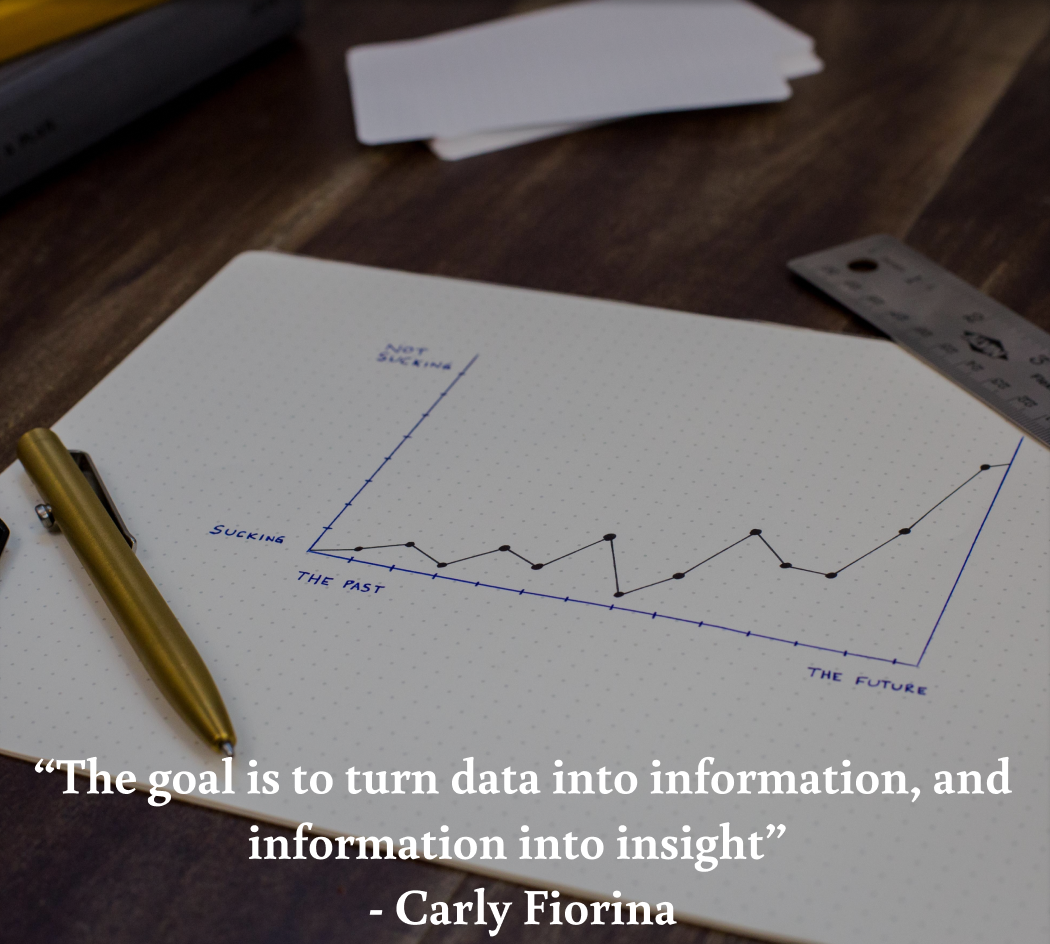 NOT
SUCKING
SUCKING
THE PAST
THE FUTURE
“The goal is to turn data into information, and
information into insight”
- Carly Fiorina